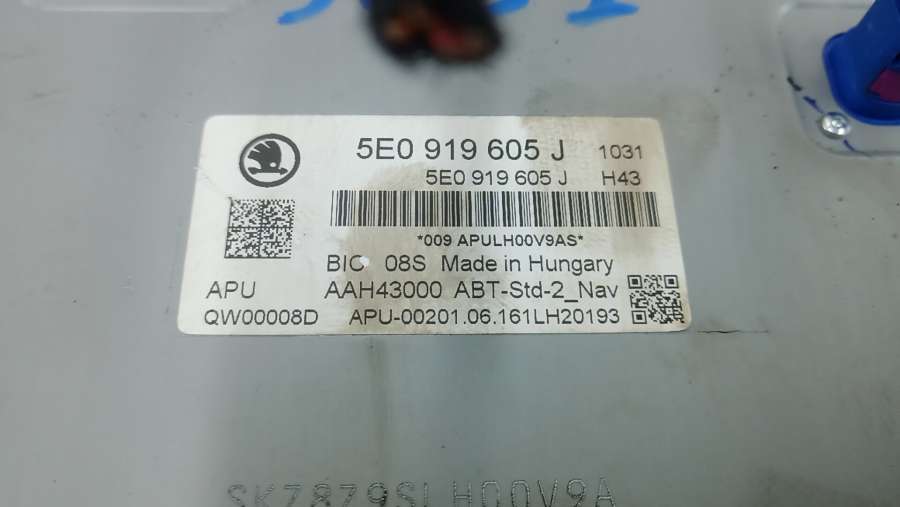 5E0 919 605 J 1031
5E0 919 605 J H43
*009 APULH00V9AS*
BIC 08S Made in Hungary
APU AAH43000 ABT-Std-2_Nav
QW00008D APU-00201.06.161LH20193
SKZ8Z9SLH00V9A